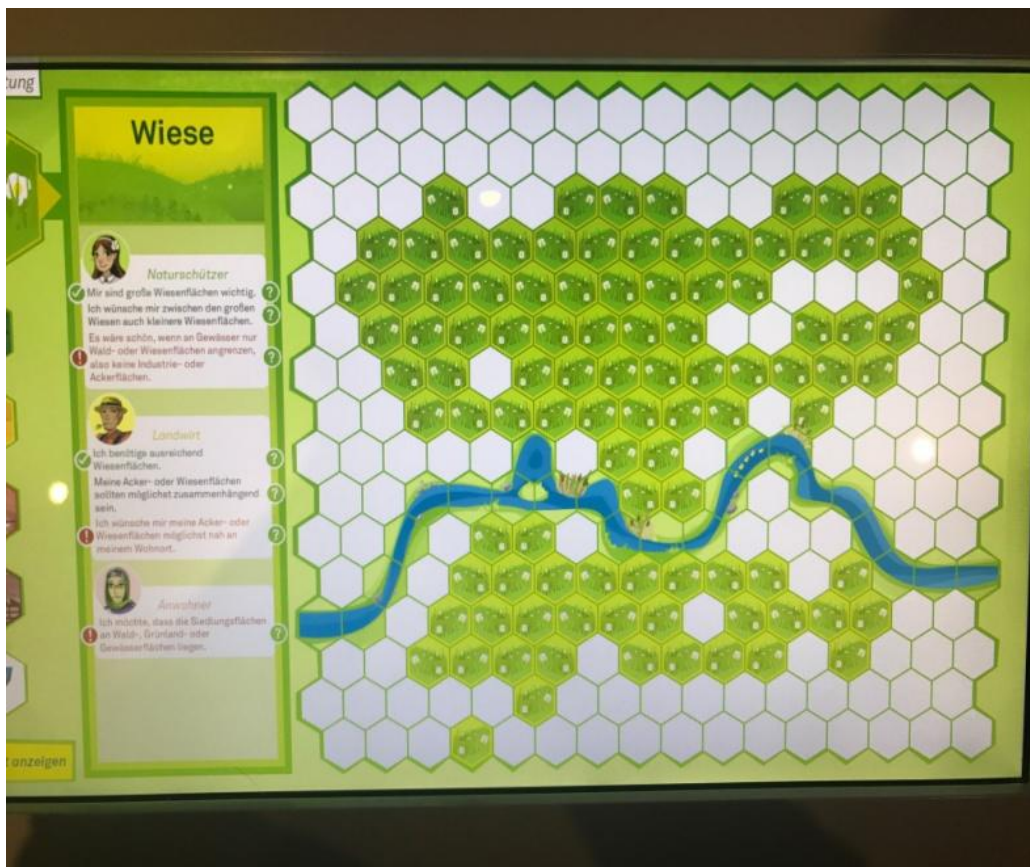 tung
Wiese
Naturschützer
Mir sind große Wiesenflächen wichtig.
?
Ich wünsche mir zwischen den großen
Wiesen auch kleinere Wiesenflächen.
?
Es wäre schön, wenn an Gewässer nur
! Wald- oder Wiesenflächen angrenzen, ?
also keine Industrie- oder
Ackerflächen.
Landwirt
Ich benötige ausreichend ?
Wiesenflächen.
Meine Acker- oder Wiesenflächen
sollten möglichst zusammenhängend ?
sein.
Ich wünsche mir meine Acker- oder
! Wiesenflächen möglichst nah an ?
meinem Wohnort.
Anwohner
Ich möchte, dass die Siedlungsflächen
! an Wald-, Grünland- oder ?
Gewässerflächen liegen.
t anzeigen